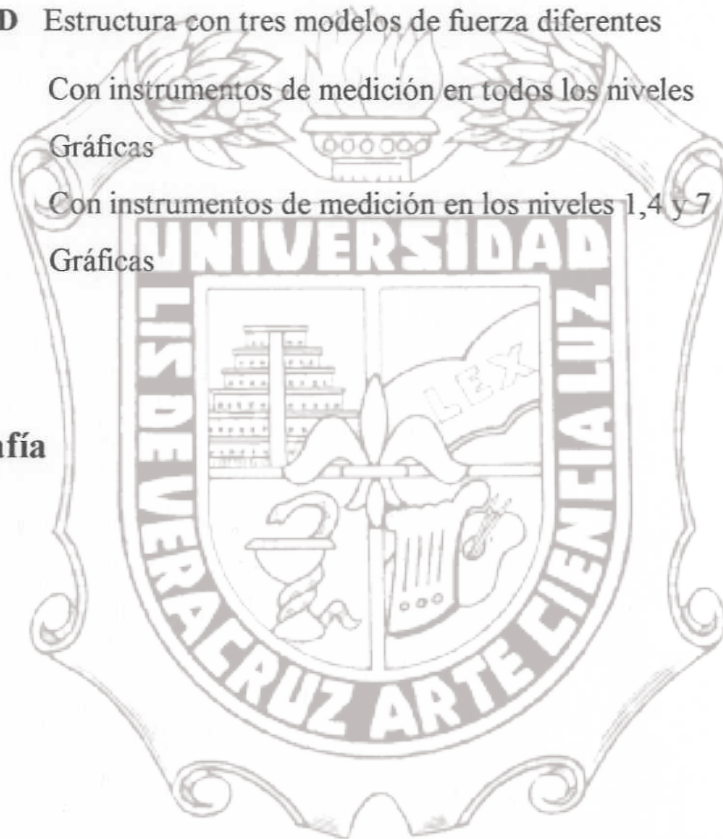 D Estructura con tres modelos de fuerza diferentes
Con instrumentos de medición en todos los niveles
Gráficas
Con instrumentos de medición en los niveles 1,4 y 7
Gráficas
afía
UNIVERSIDAD
LIS DE VERACRUZ ARTE CIENCIA LUZ
LEX